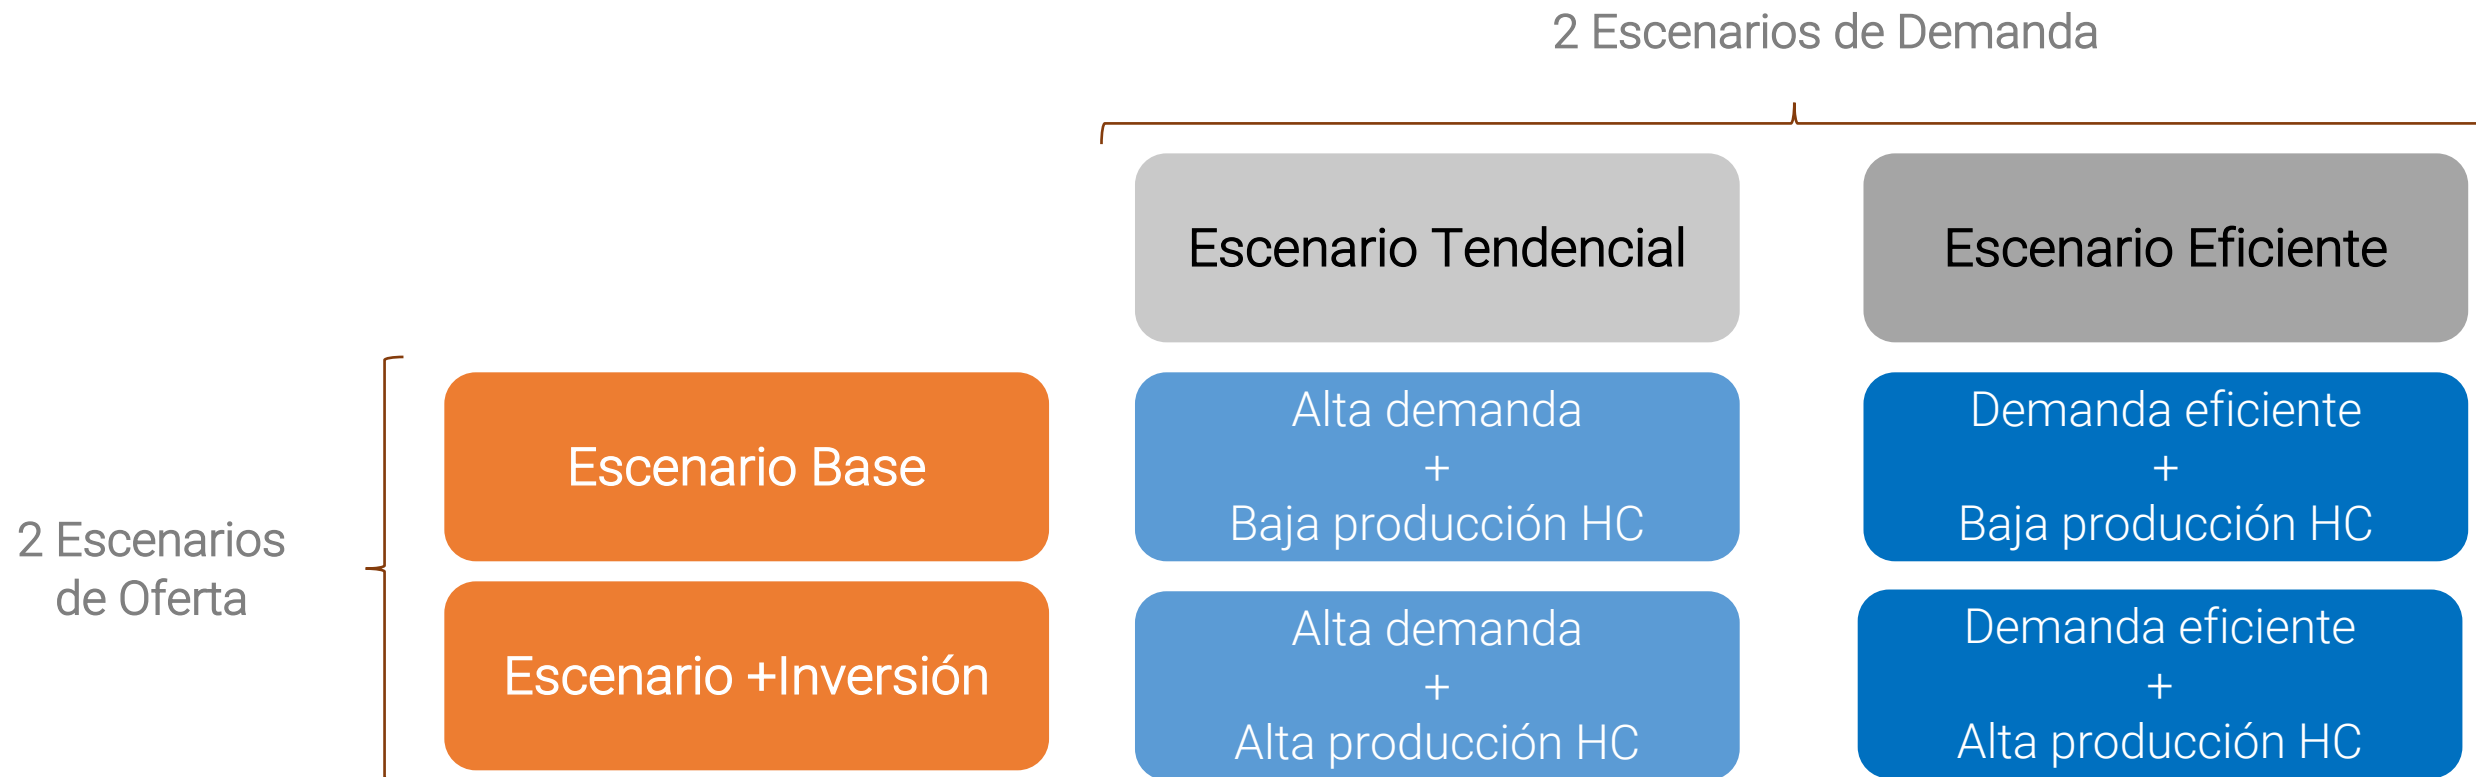 2 Escenarios de Demanda
Escenario Tendencial
Escenario Eficiente
2 Escenarios
de Oferta
Escenario Base
Alta demanda
+
Baja producción HC
Demanda eficiente
+
Baja producción HC
Escenario +Inversión
Alta demanda
+
Alta producción HC
Demanda eficiente
+
Alta producción HC